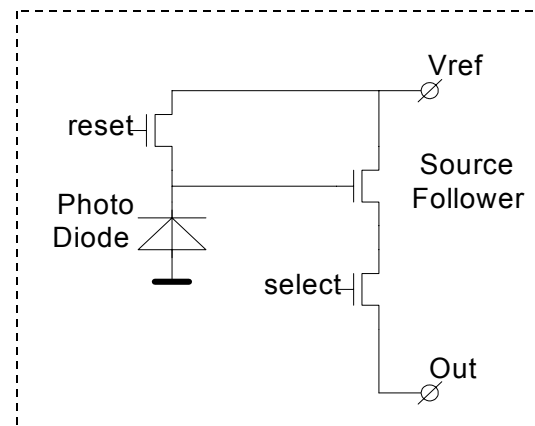 Vref
reset
Source
Follower
Photo
Diode
select
Out